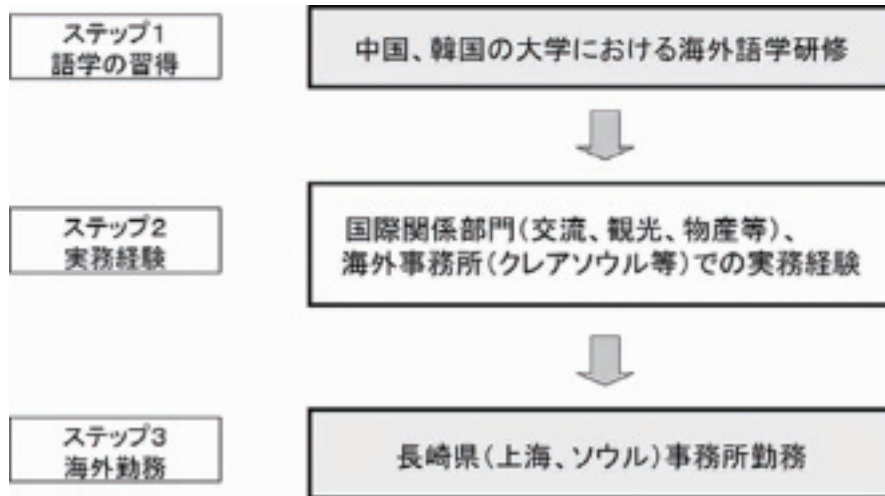 ステップ1
語学の習得
中国、韓国の大学における海外語学研修
ステップ2
実務経験
国際関係部門(交流、観光、物産等)、
海外事務所(クレアソウル等)での実務経験
ステップ3
海外勤務
長崎県(上海、ソウル)事務所勤務